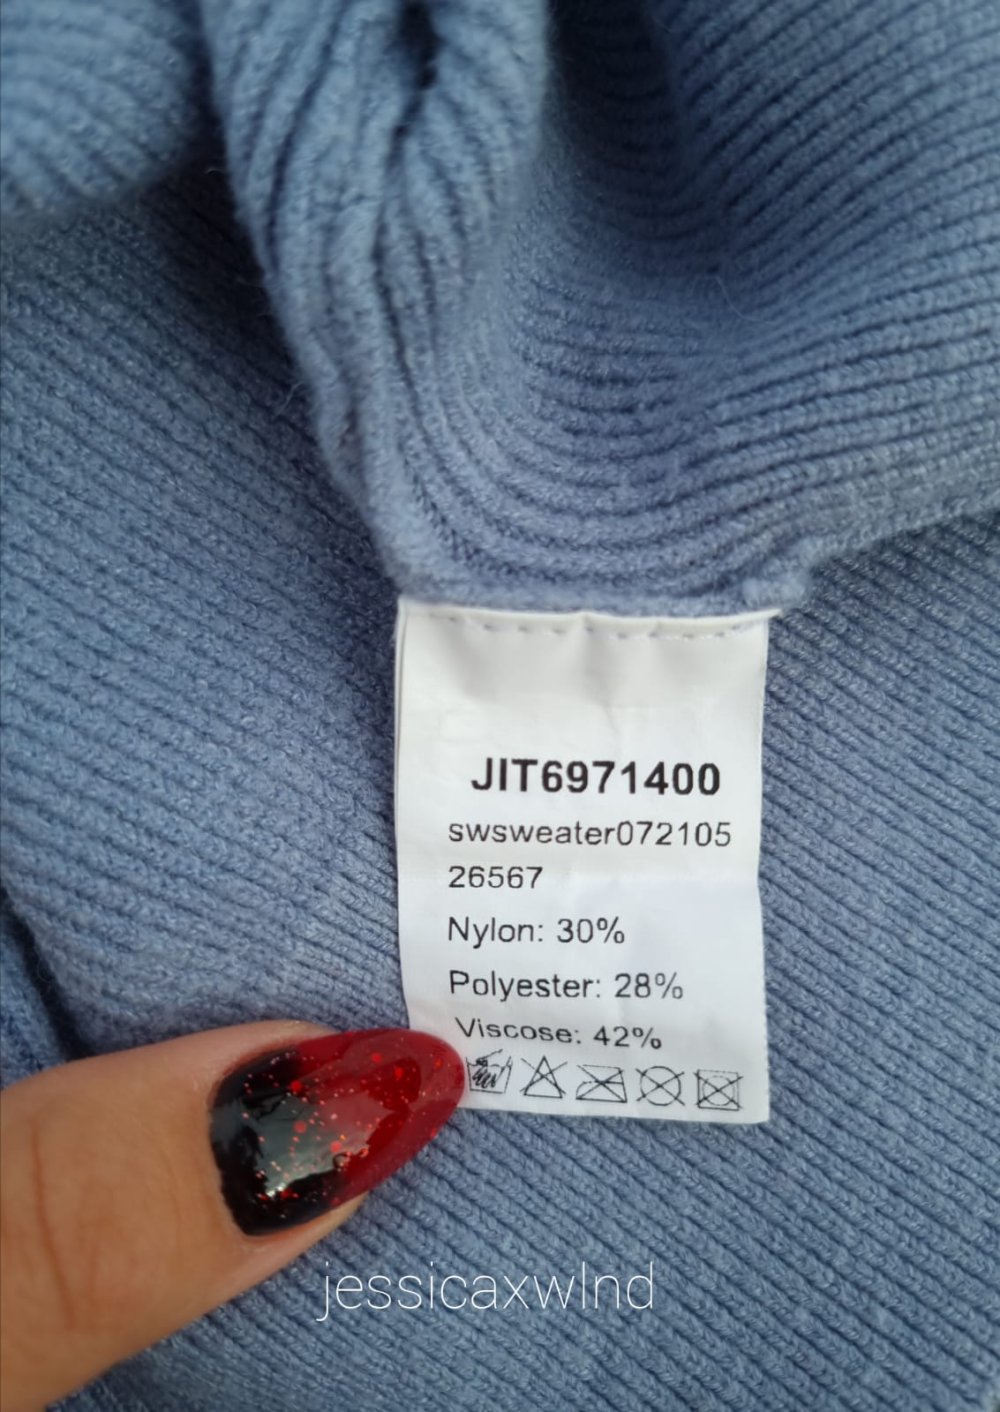 JIT6971400
swsweater072105
26567
Nylon: 30%
Polyester: 28%
Viscose: 42%
jessicaxwlnd